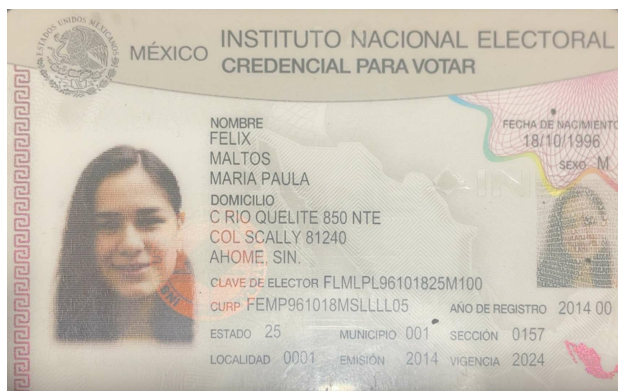 ESTADOS UNIDOS MEXICANOS
MÉXICO INSTITUTO NACIONAL ELECTORAL
CREDENCIAL PARA VOTAR
NOMBRE
FELIX
MALTOS
MARIA PAULA
FECHA DE NACIMIENTO
18/10/1996
SEXO M
DOMICILIO
C RIO QUELITE 850 NTE
COL SCALLY 81240
AHOME, SIN.
CLAVE DE ELECTOR FLMLPL96101825M100
CURP FEMP961018MSLLLL05 AÑO DE REGISTRO 2014 00
ESTADO 25 MUNICIPIO 001 SECCIÓN 0157
LOCALIDAD 0001 EMISIÓN 2014 VIGENCIA 2024